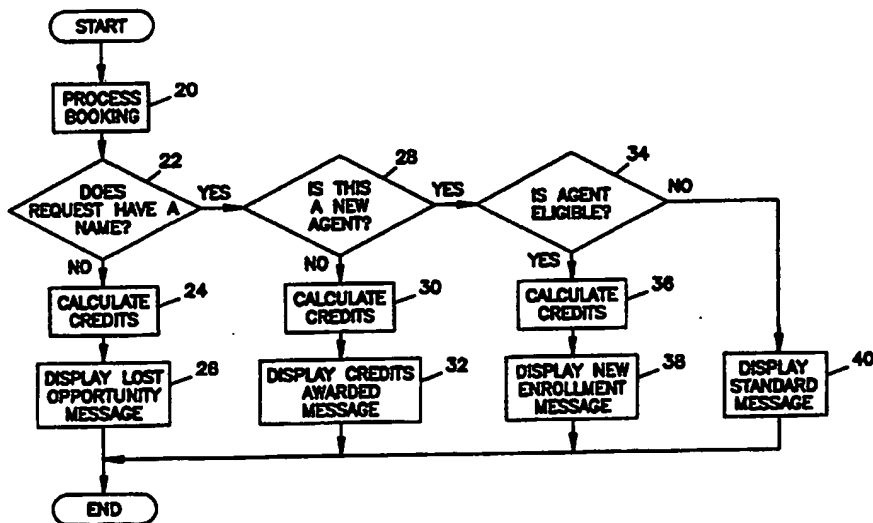 START
PROCESS
BOOKING
20
DOES
REQUEST HAVE A
NAME?
22
YES
NO
IS THIS
A NEW
AGENT?
28
YES
NO
IS AGENT
ELIGIBLE?
34
NO
YES
CALCULATE
CREDITS
24
CALCULATE
CREDITS
30
CALCULATE
CREDITS
36
DISPLAY LOST
OPPORTUNITY
MESSAGE
26
DISPLAY CREDITS
AWARDED
MESSAGE
32
DISPLAY NEW
ENROLLMENT
MESSAGE
38
DISPLAY
STANDARD
MESSAGE
40
END